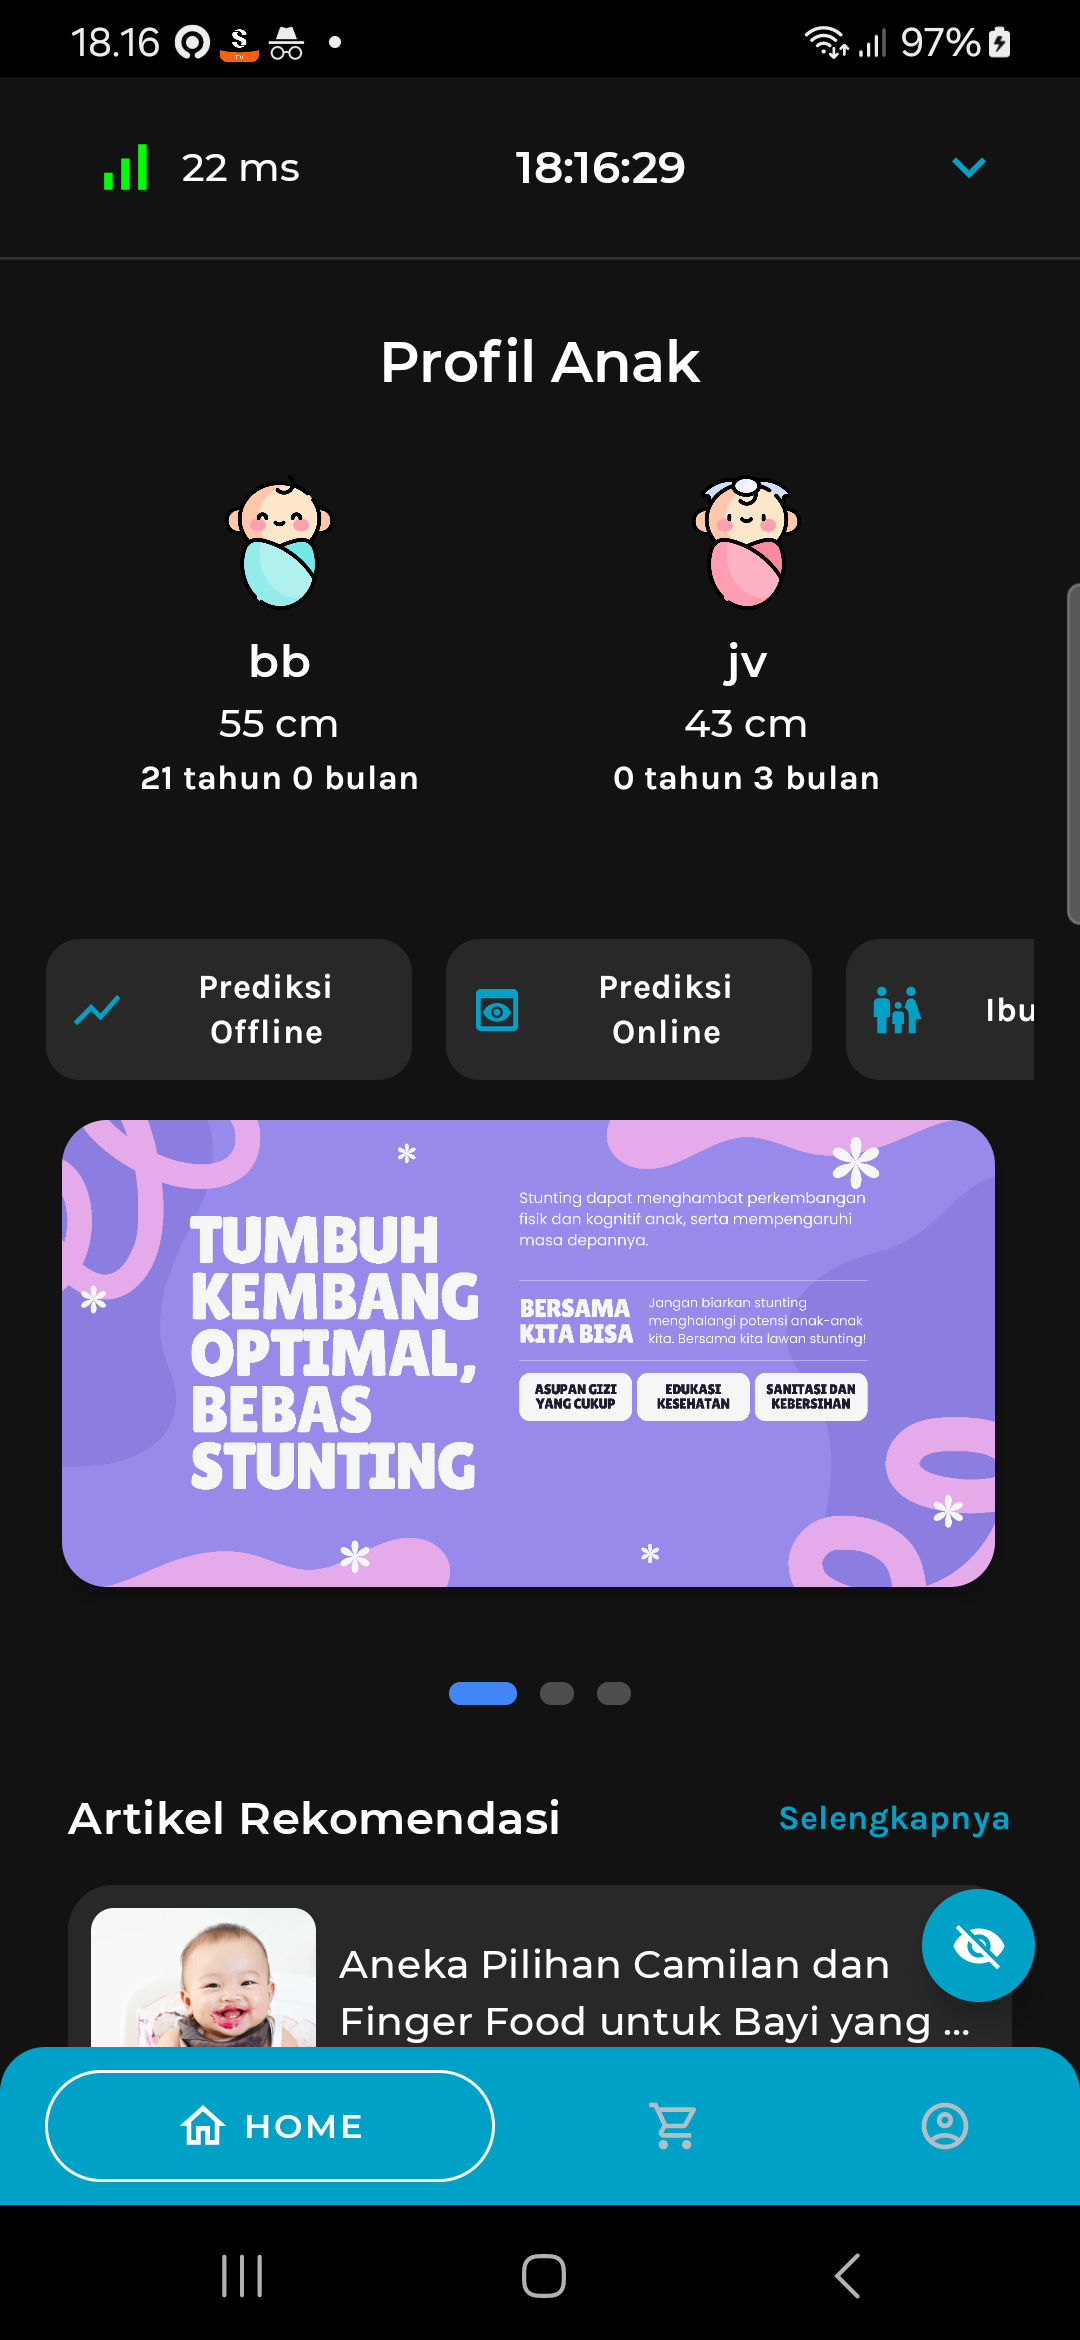 18.16
97%
22 ms
18:16:29
Profil Anak
bb
55 cm
21 tahun 0 bulan
jv
43 cm
0 tahun 3 bulan
Prediksi
Offline
Prediksi
Online
Ibu
TUMBUH
KEMBANG
OPTIMAL,
BEBAS
STUNTING
Stunting dapat menghambat perkembangan
fisik dan kognitif anak, serta mempengaruhi
masa depannya.
BERSAMA
KITA BISA
Jangan biarkan stunting
menghalangi potensi anak-anak
kita. Bersama kita lawan stunting!
ASUPAN GIZI
YANG CUKUP
EDUKASI
KESEHATAN
SANITASI DAN
KEBERSIHAN
Artikel Rekomendasi
Selengkapnya
Aneka Pilihan Camilan dan
Finger Food untuk Bayi yang ...
HOME